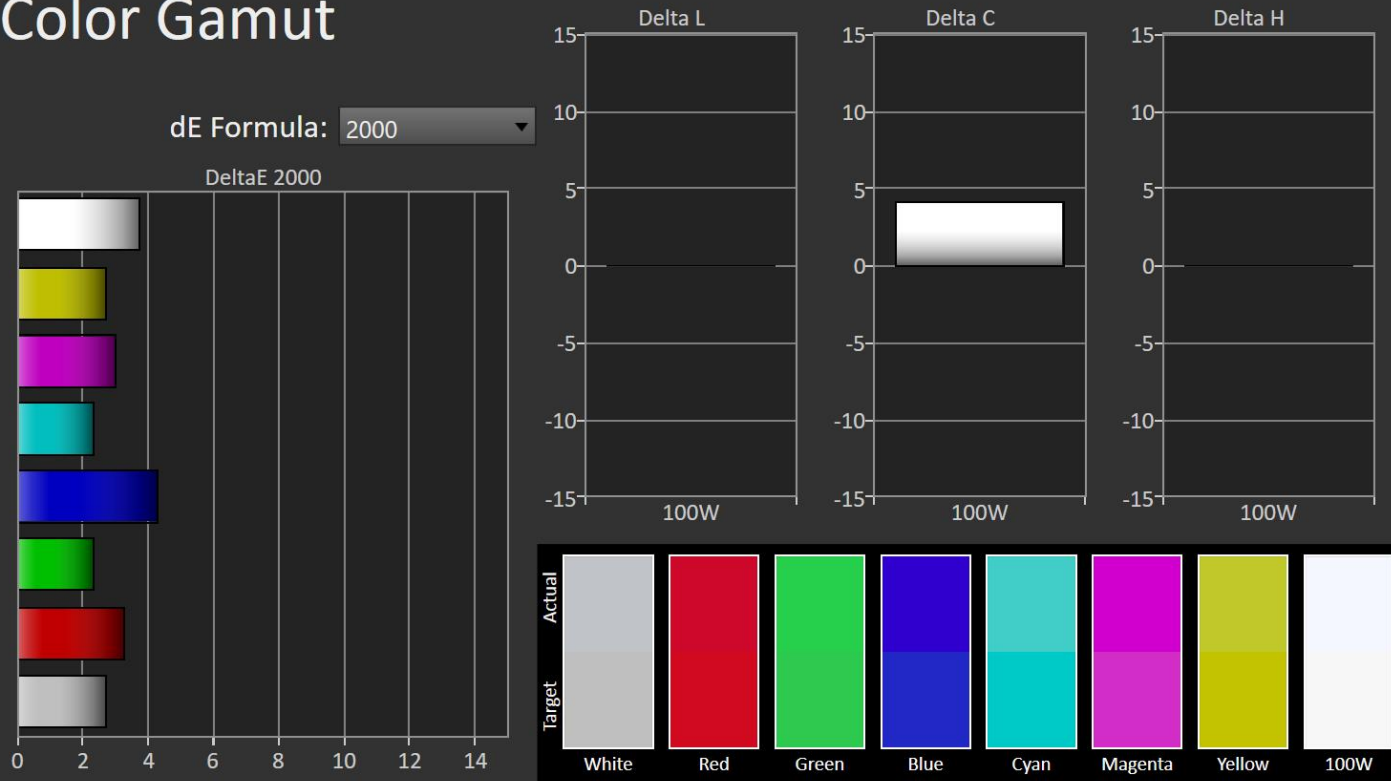 Color Gamut
dE Formula: 2000
DeltaE 2000
0 2 4 6 8 10 12 14
Delta L
15
10
5
0
-5
-10
-15
100W
Delta C
15
10
5
0
-5
-10
-15
100W
Delta H
15
10
5
0
-5
-10
-15
100W
Actual
Target
White Red Green Blue Cyan Magenta Yellow 100W